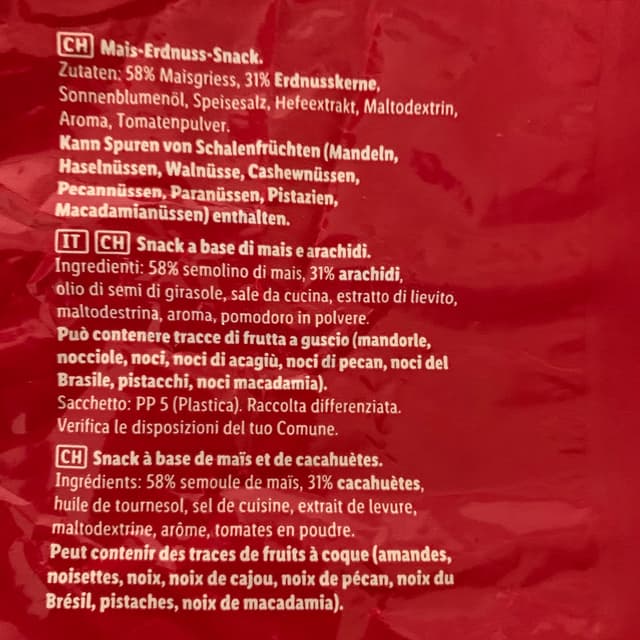 CH Mais-Erdnuss-Snack.
Zutaten: 58% Maisgriess, 31% Erdnusskerne,
Sonnenblumenöl, Speisesalz, Hefeextrakt, Maltodextrin,
Aroma, Tomatenpulver.
Kann Spuren von Schalenfrüchten (Mandeln,
Haselnüssen, Walnüsse, Cashewnüssen,
Pecannüssen, Paranüssen, Pistazien,
Macadamianüssen) enthalten.
IT CH Snack a base di mais e arachidi.
Ingredienti: 58% semolino di mais, 31% arachidi,
olio di semi di girasole, sale da cucina, estratto di lievito,
maltodestrina, aroma, pomodoro in polvere.
Può contenere tracce di frutta a guscio (mandorle,
nocciole, noci, noci di acagiù, noci di pecan, noci del
Brasile, pistacchi, noci macadamia).
Sacchetto: PP 5 (Plastica). Raccolta differenziata.
Verifica le disposizioni del tuo Comune.
CH Snack à base de maïs et de cacahuètes.
Ingrédients: 58% semoule de maïs, 31% cacahuètes,
huile de tournesol, sel de cuisine, extrait de levure,
maltodextrine, arôme, tomates en poudre.
Peut contenir des traces de fruits à coque (amandes,
noisettes, noix, noix de cajou, noix de pécan, noix du
Brésil, pistaches, noix de macadamia).